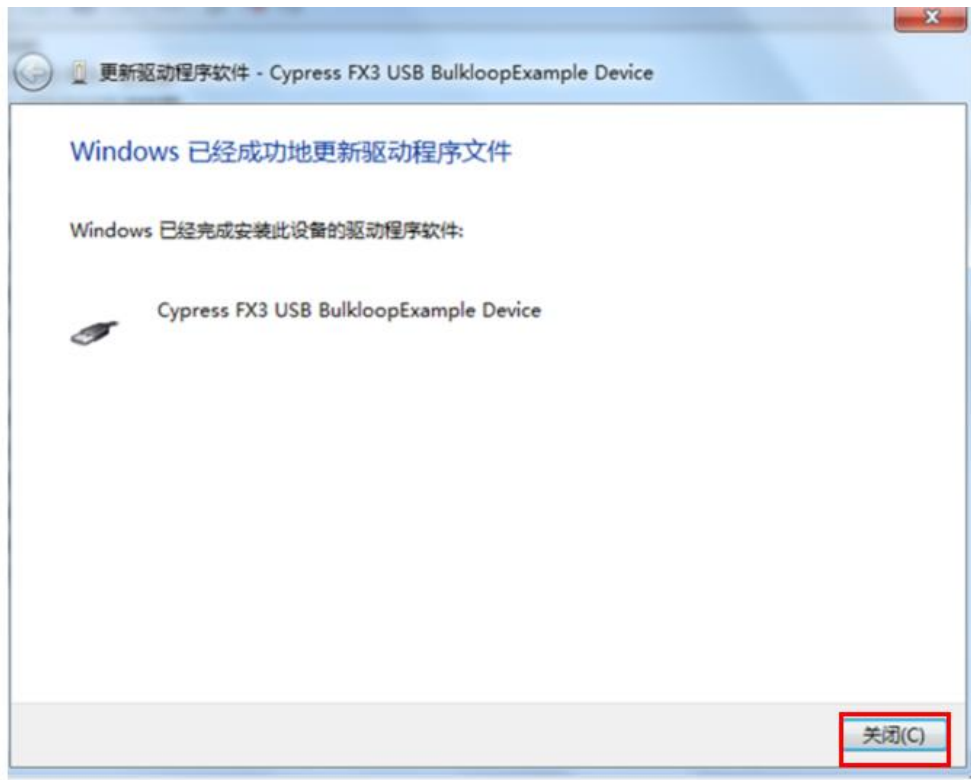 更新驱动程序软件 - Cypress FX3 USB BulkloopExample Device
Windows 已经成功地更新驱动程序文件
Windows 已经完成安装此设备的驱动程序软件:
Cypress FX3 USB BulkloopExample Device
关闭(C)